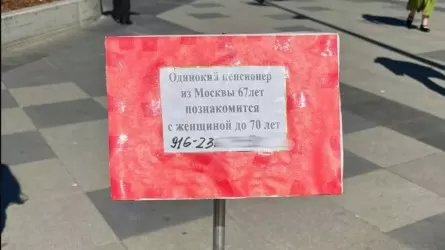 Одинокий пенсионер
из Москвы 67лет
познакомится
с женщиной до 70 лет
916-23